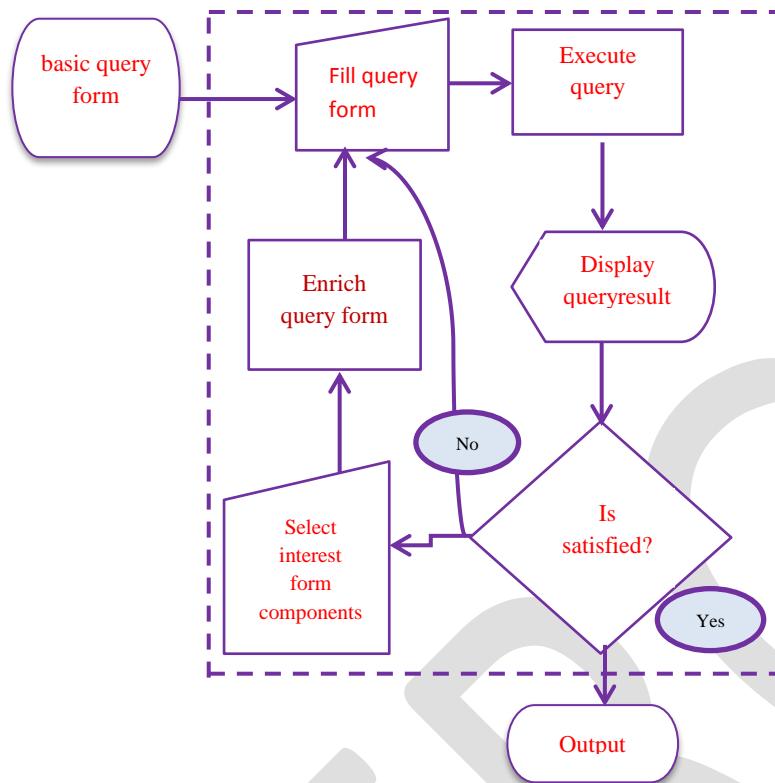 basic query
form
Fill query
form
Execute
query
Enrich
query form
Display
queryresult
No
Select
interest
form
components
Is
satisfied?
Yes
Output